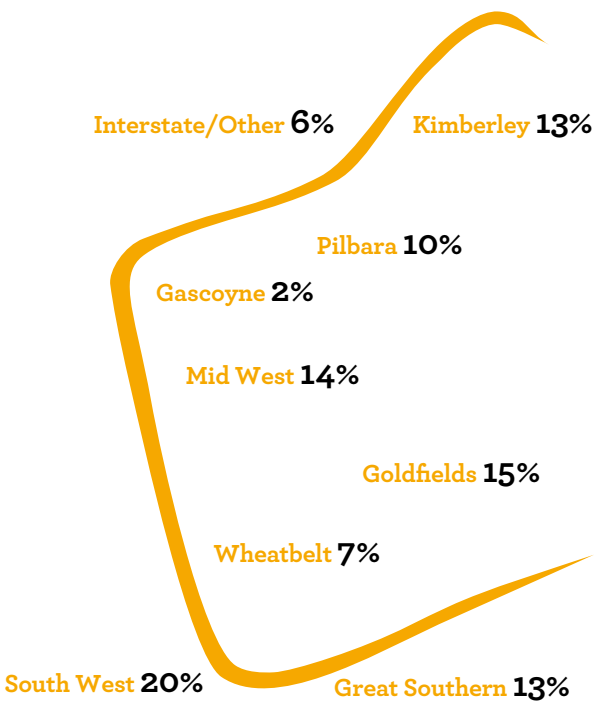 Interstate/Other 6%
Kimberley 13%
Pilbara 10%
Gascoyne 2%
Mid West 14%
Goldfields 15%
Wheatbelt 7%
South West 20%
Great Southern 13%